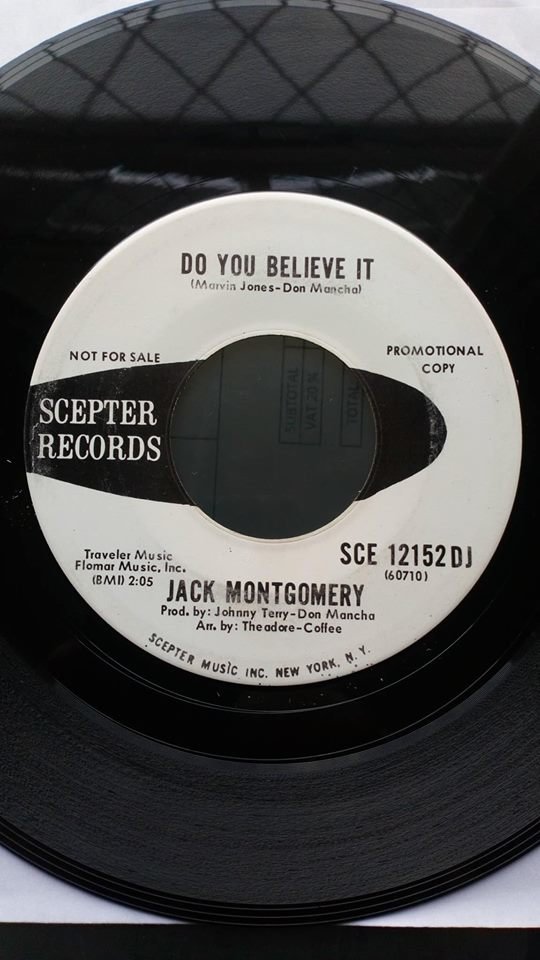 DO YOU BELIEVE IT
(Marvin Jones-Don Mancha)
NOT FOR SALE
PROMOTIONAL
COPY
SCEPTER
RECORDS
SUBTOTAL
VAT 20%
TOTAL
Traveler Music
Flomar Music, Inc.
(BMI) 2:05
SCE 12152DJ
(60710)
JACK MONTGOMERY
Prod. by: Johnny Terry-Don Mancha
Arr. by: Theadore-Coffee
SCEPTER MUSIC INC. NEW YORK, N.Y.